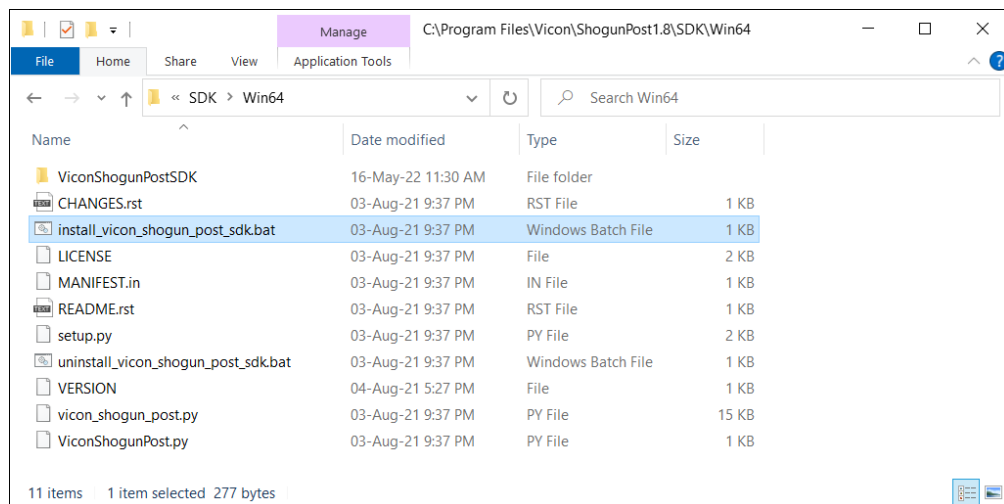 Manage
C:\Program Files\Vicon\ShogunPost1.8\SDK\Win64
File Home Share View Application Tools
?
« SDK > Win64
Search Win64
Name Date modified Type Size
ViconShogunPostSDK 16-May-22 11:30 AM File folder
TEXT CHANGES.rst 03-Aug-21 9:37 PM RST File 1 KB
install_vicon_shogun_post_sdk.bat 03-Aug-21 9:37 PM Windows Batch File 1 KB
LICENSE 03-Aug-21 9:37 PM File 2 KB
MANIFEST.in 03-Aug-21 9:37 PM IN File 1 KB
TEXT README.rst 03-Aug-21 9:37 PM RST File 1 KB
setup.py 03-Aug-21 9:37 PM PY File 2 KB
uninstall_vicon_shogun_post_sdk.bat 03-Aug-21 9:37 PM Windows Batch File 1 KB
VERSION 04-Aug-21 5:27 PM File 1 KB
vicon_shogun_post.py 03-Aug-21 9:37 PM PY File 15 KB
ViconShogunPost.py 03-Aug-21 9:37 PM PY File 1 KB
11 items 1 item selected 277 bytes